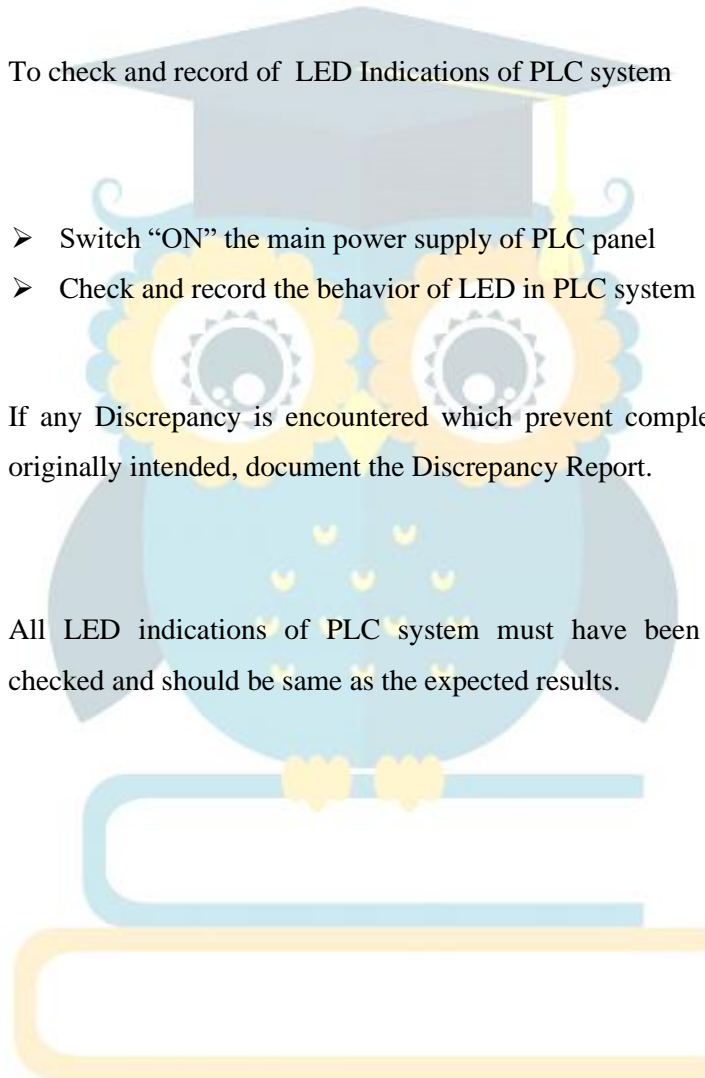 To check and record of LED Indications of PLC system
➢ Switch “ON” the main power supply of PLC panel
➢ Check and record the behavior of LED in PLC system
If any Discrepancy is encountered which prevent
originally intended, document the Discrepancy Report.
All LED indications of PLC system must have been
checked and should be same as the expected results.